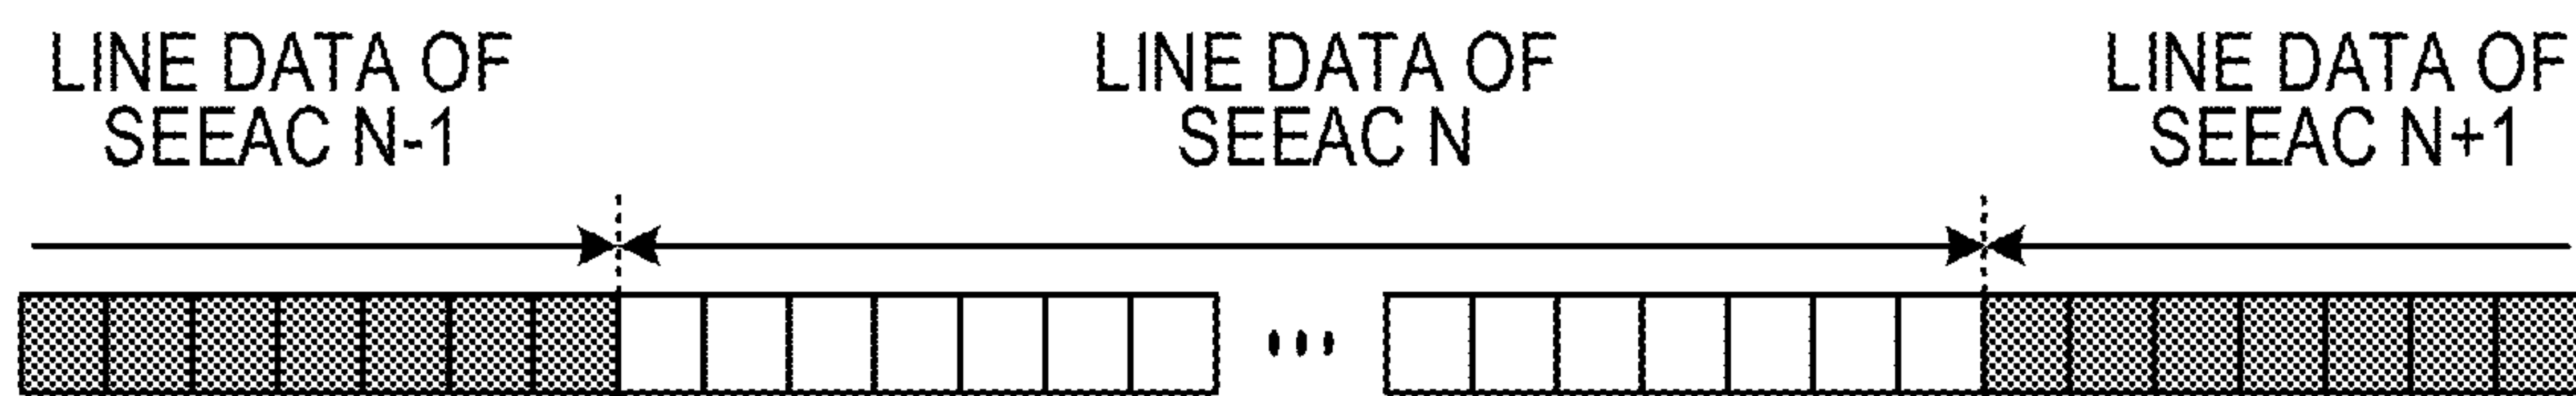 LINE DATA OF
SEEAC N-1
LINE DATA OF
SEEAC N
LINE DATA OF
SEEAC N+1